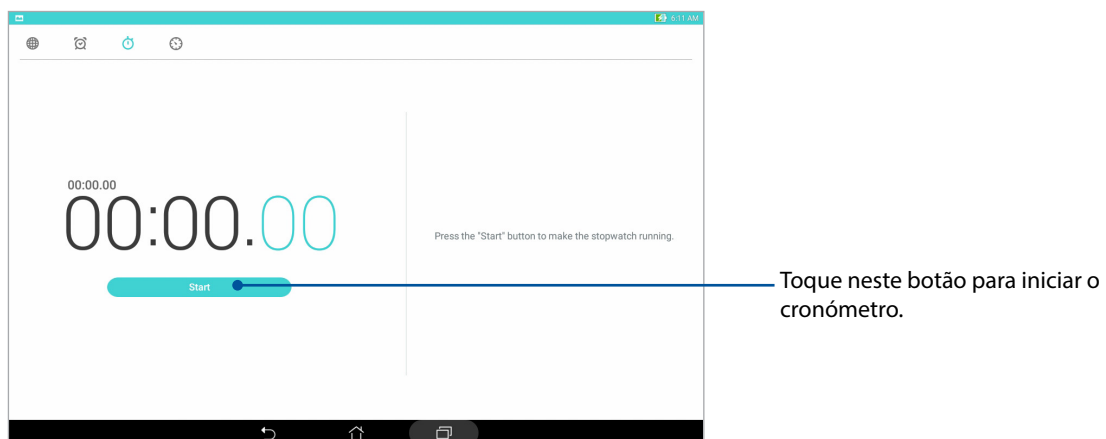 6:11 AM
00:00.00
00:00.00
Start
Press the "Start" button to make the stopwatch running.
Toque neste botão para iniciar o
cronómetro.